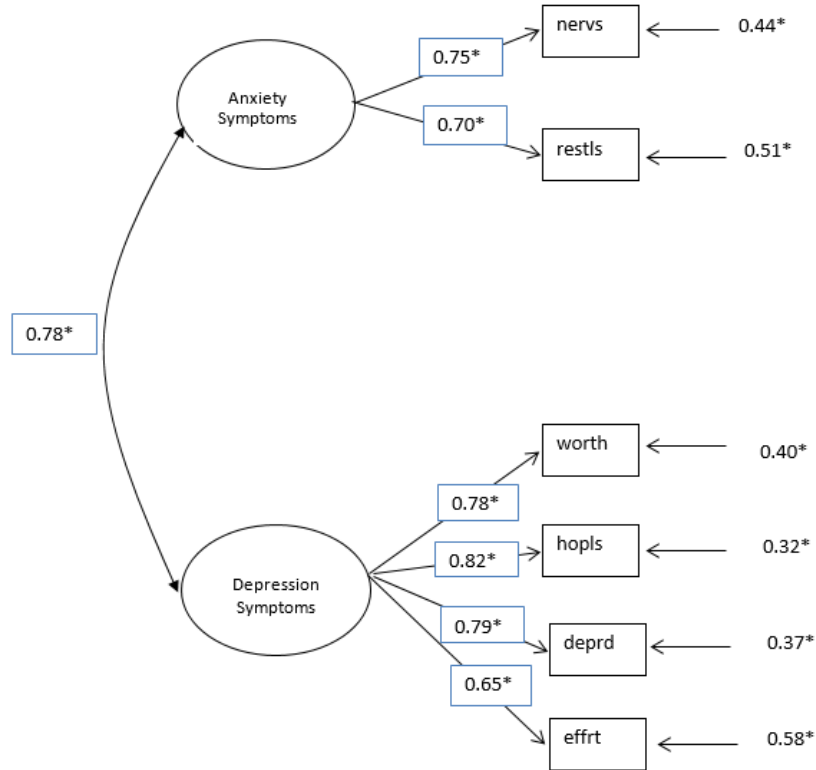 nervs
0.44*
0.75*
Anxiety
Symptoms
0.70*
restls
0.51*
0.78*
worth
0.40*
0.78*
hopls
0.32*
0.82*
Depression
Symptoms
0.79*
deprd
0.37*
0.65*
effrt
0.58*